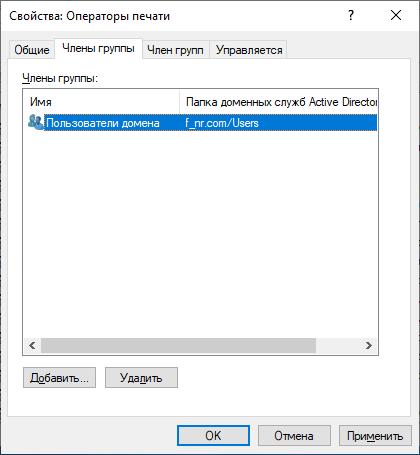 Свойства: Операторы печати
? ×
Общие Члены группы Член групп Управляется
Члены группы:
Имя Папка доменных служб Active Director
Пользователи домена f_nr.com/Users
Добавить... Удалить
OK Отмена Применить